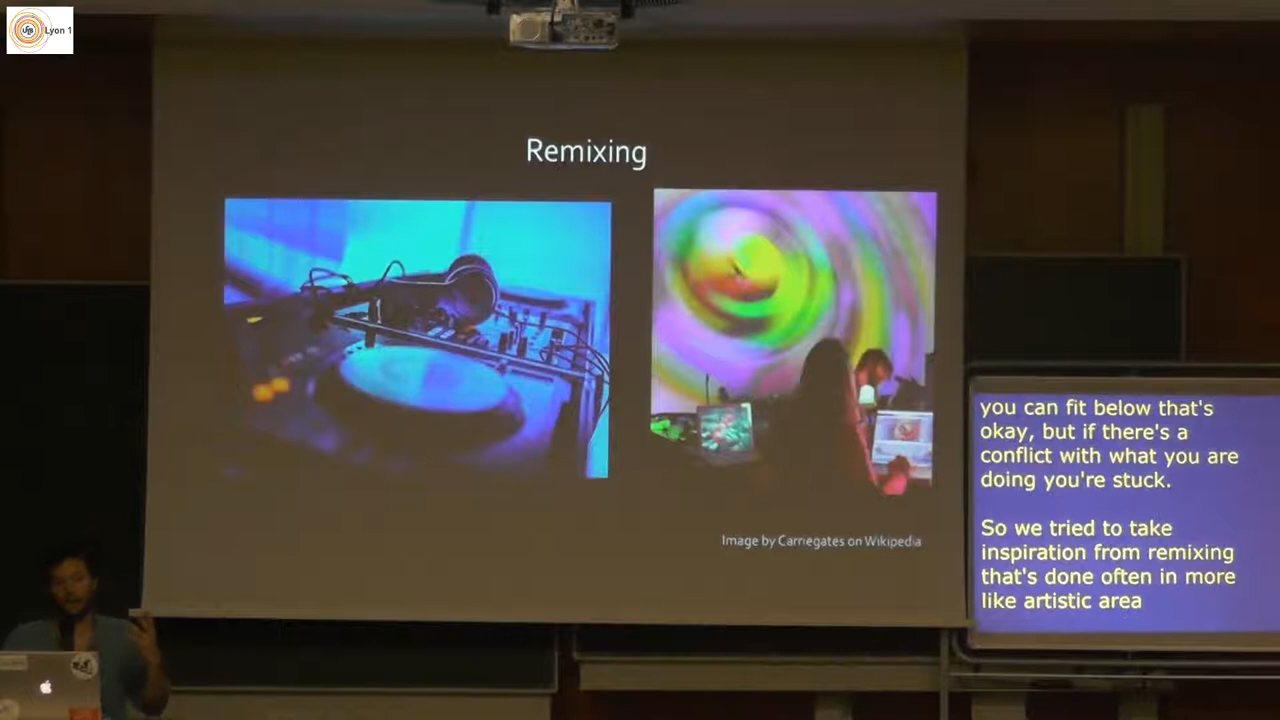 Lyon 1
Remixing
Image by Carriegates on Wikipedia
you can fit below that's
okay, but if there's a
conflict with what you are
doing you're stuck.
So we tried to take
inspiration from remixing
that's done often in more
like artistic area